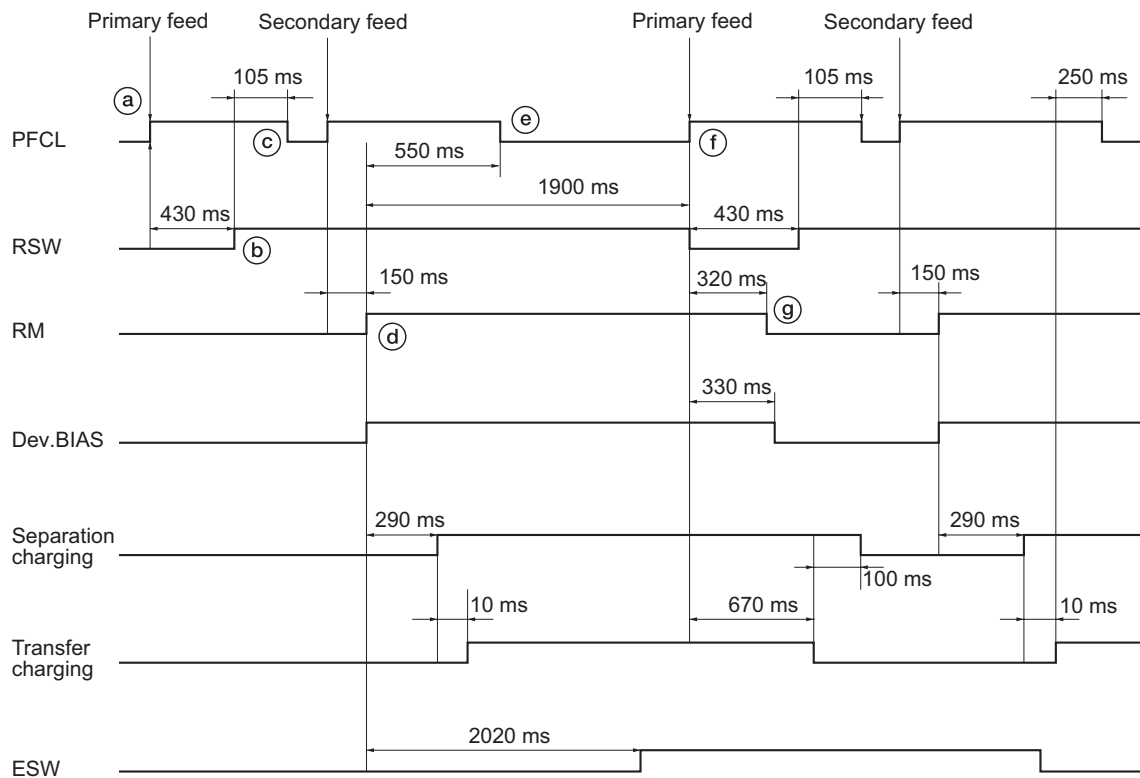 Primary feed
Secondary feed
Primary feed
Secondary feed
105 ms
105 ms
250 ms
a
PFCL
c
e
f
550 ms
1900 ms
430 ms
430 ms
RSW
b
150 ms
320 ms
150 ms
RM
d
g
330 ms
Dev.BIAS
290 ms
290 ms
Separation
charging
100 ms
10 ms
670 ms
10 ms
Transfer
charging
2020 ms
ESW